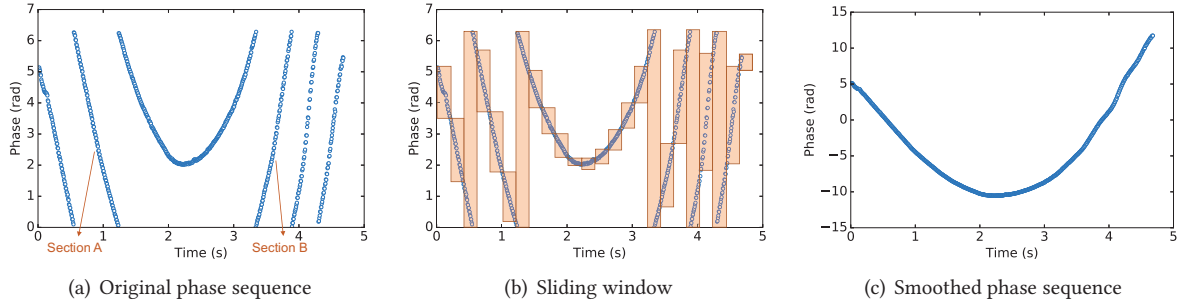 7
6
5
4
3
2
1
0
Phase (rad)
0 1 2 3 4 5
Section A
Time (s)
Section B
(a) Original phase sequence
7
6
5
4
3
2
1
0
Phase (rad)
0 1 2 3 4 5
Time (s)
(b) Sliding window
15
10
5
0
−5
−10
−15
Phase (rad)
0 1 2 3 4 5
Time (s)
(c) Smoothed phase sequence